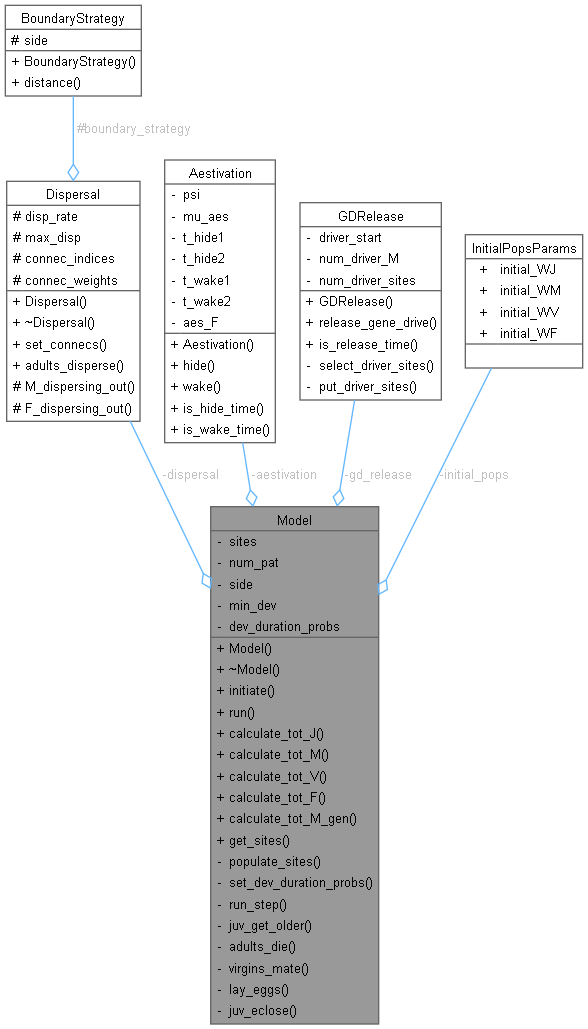 BoundaryStrategy
# side
+ BoundaryStrategy()
+ distance()
#boundary_strategy
Dispersal
# disp_rate
# max_disp
# connec_indices
# connec_weights
+ Dispersal()
+ ~Dispersal()
+ set_connecs()
+ adults_disperse()
# M_dispersing_out()
# F_dispersing_out()
Aestivation
- psi
- mu_aes
- t_hide1
- t_hide2
- t_wake1
- t_wake2
- aes_F
+ Aestivation()
+ hide()
+ wake()
+ is_hide_time()
+ is_wake_time()
GDRelease
- driver_start
- num_driver_M
- num_driver_sites
+ GDRelease()
+ release_gene_drive()
+ is_release_time()
- select_driver_sites()
- put_driver_sites()
InitialPopsParams
+ initial_WJ
+ initial_WM
+ initial_WV
+ initial_WF
-dispersal
-aestivation
-gd_release
-initial_pops
Model
- sites
- num_pat
- side
- min_dev
- dev_duration_probs
+ Model()
+ ~Model()
+ initiate()
+ run()
+ calculate_tot_J()
+ calculate_tot_M()
+ calculate_tot_V()
+ calculate_tot_F()
+ calculate_tot_M_gen()
+ get_sites()
- populate_sites()
- set_dev_duration_probs()
- run_step()
- juv_get_older()
- adults_die()
- virgins_mate()
- lay_eggs()
- juv_eclose()